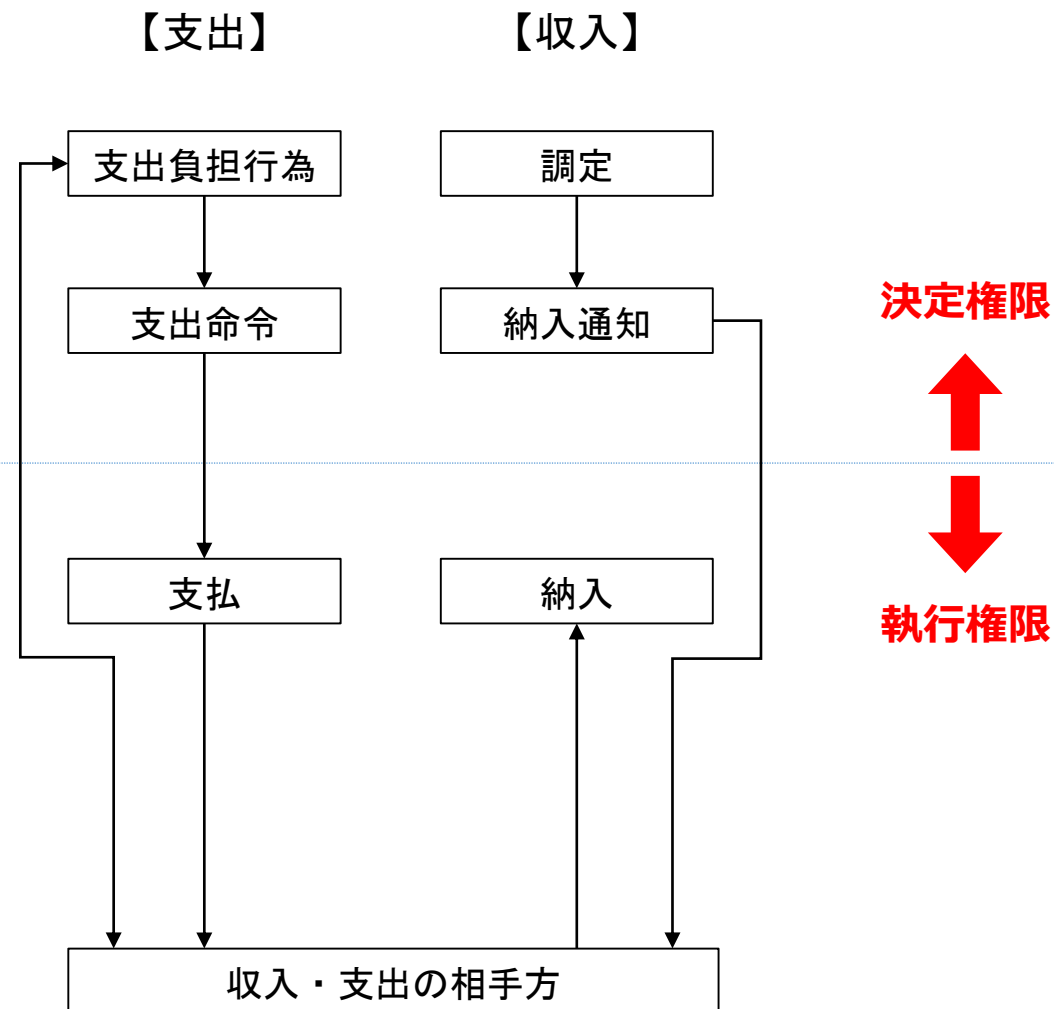 【支出】
【収入】
支出負担行為
調定
支出命令
納入通知
決定権限
支払
納入
執行権限
収入・支出の相手方